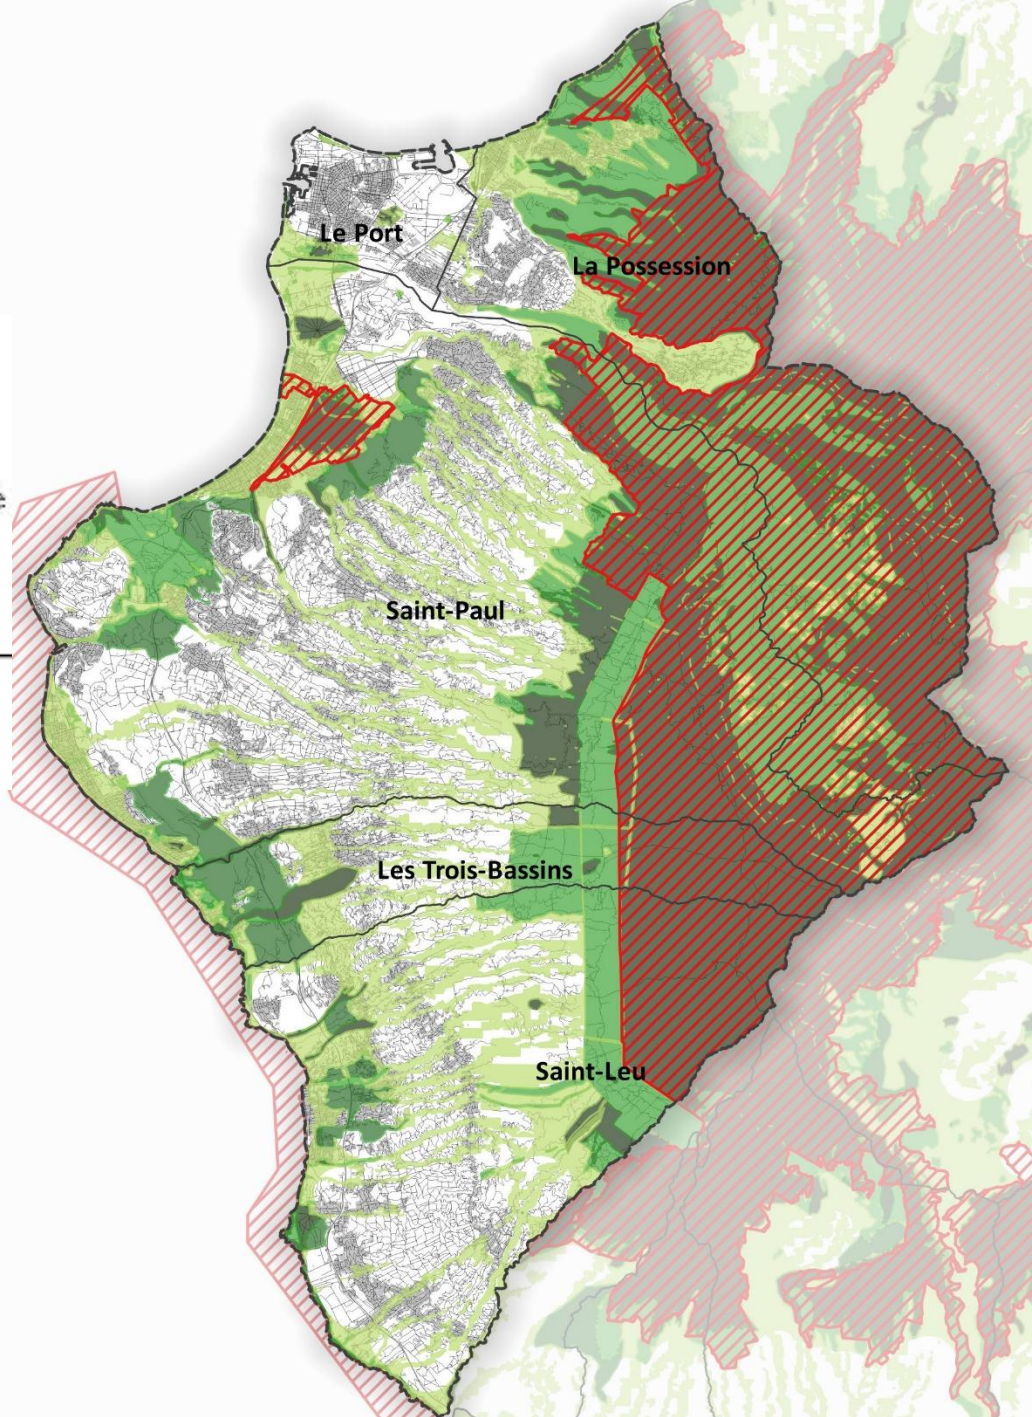 Le Port
La Possession
Saint-Paul
Les Trois-Bassins
Saint-Leu